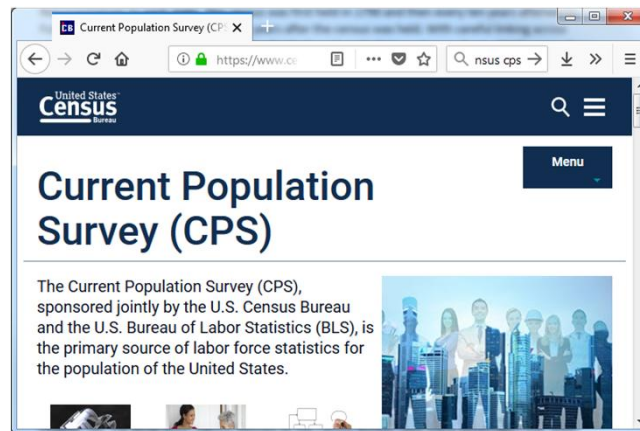 Current Population Survey (CP
https://www.ce
nsus cps
United States
Census
Bureau
Menu
Current Population
Survey (CPS)
The Current Population Survey (CPS),
sponsored jointly by the U.S. Census Bureau
and the U.S. Bureau of Labor Statistics (BLS), is
the primary source of labor force statistics for
the population of the United States.